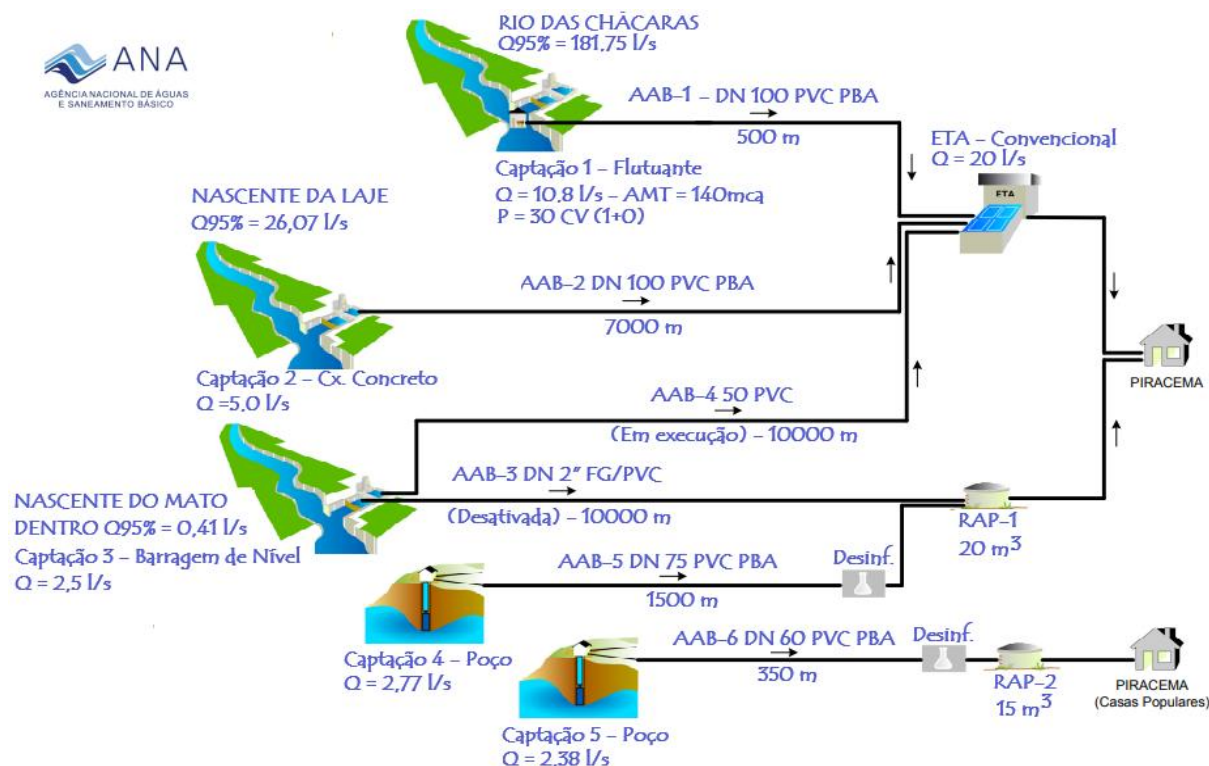 ANA
AGÊNCIA NACIONAL DE ÁGUAS
E SANEAMENTO BÁSICO
RIO DAS CHÁCARAS
Q95% = 181,75 l/s
AAB-1 - DN 100 PVC PBA
500 m
Captação 1 - Flutuante
Q = 10,8 l/s - AMT = 140mca
P = 30 CV (1+0)
ETA - Convencional
Q = 20 l/s
ETA
NASCENTE DA LAJE
Q95% = 26,07 l/s
AAB-2 DN 100 PVC PBA
7000 m
Captação 2 - Cx. Concreto
Q =5,0 l/s
PIRACEMA
AAB-4 50 PVC
(Em execução) - 10000 m
AAB-3 DN 2" FG/PVC
(Desativada) - 10000 m
NASCENTE DO MATO
DENTRO Q95% = 0,41 l/s
Captação 3 - Barragem de Nível
Q = 2,5 l/s
RAP-1
20 m³
AAB-5 DN 75 PVC PBA
1500 m
Desinf.
Captação 4 - Poço
Q = 2,77 l/s
AAB-6 DN 60 PVC PBA
350 m
Desinf.
RAP-2
15 m³
PIRACEMA
(Casas Populares)
Captação 5 - Poço
Q = 2,38 l/s